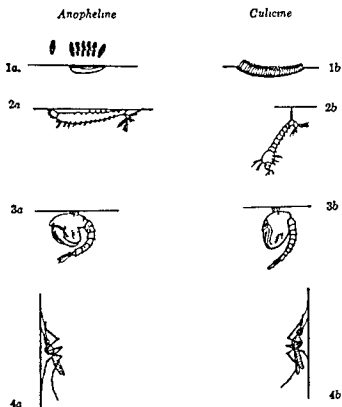 Anopheline Culicine
1a. 1b
2a 2b
3a 3b
4a 4b